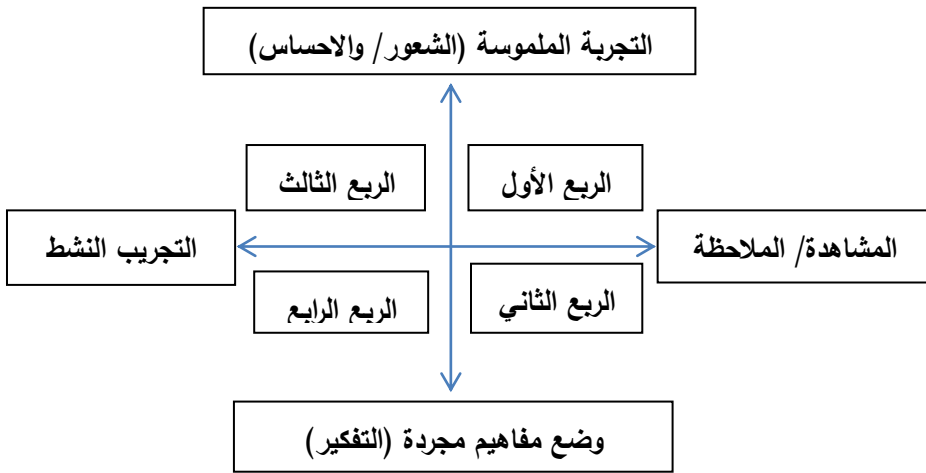 التجربة الملموسة (الشعور/ والاحساس)
الربع الأول
الربع الثالث
المشاهدة/ الملاحظة
التجريب النشط
الربع الثاني
الربع الرابع
وضع مفاهيم مجردة (التفكير)